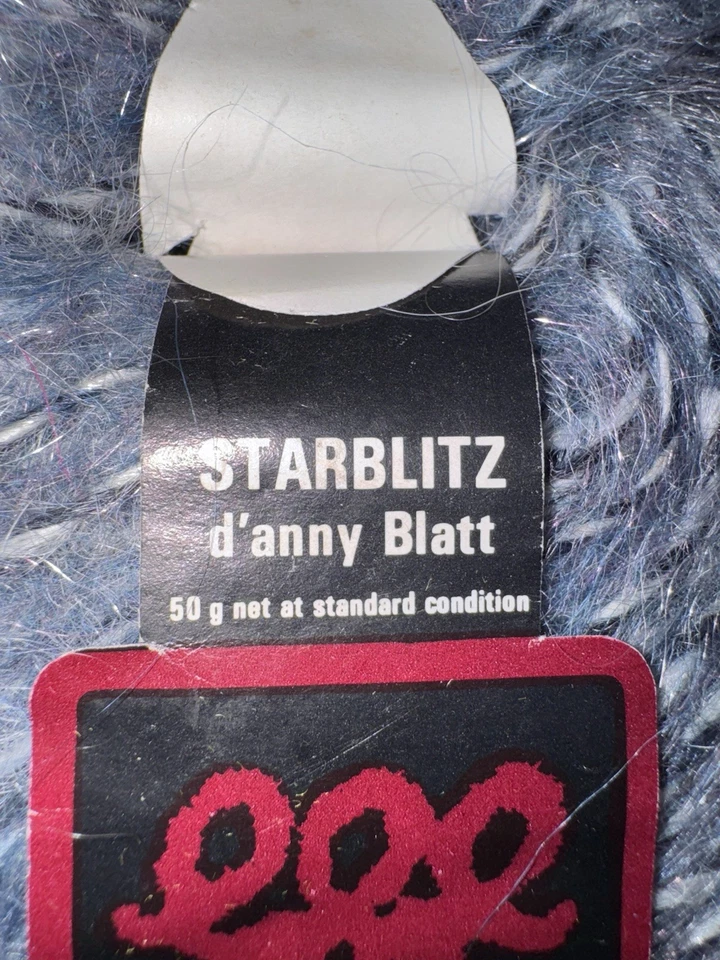 STARBLITZ
d'anny Blatt
50 g net at standard condition